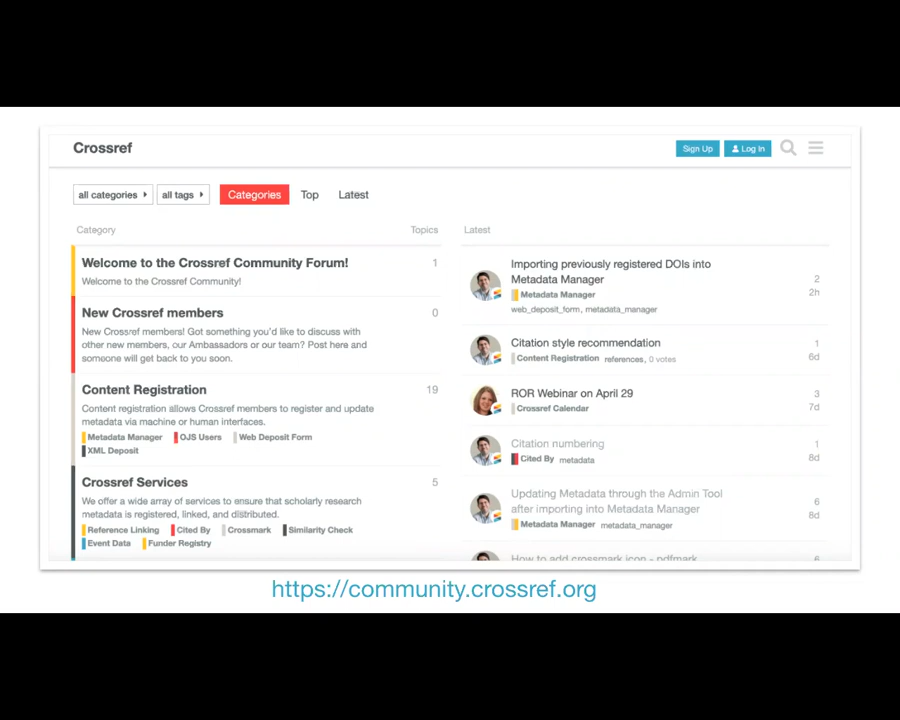 Crossref
Sign Up
Log In
all categories
all tags
Categories
Top
Latest
Category
Topics
Welcome to the Crossref Community Forum!
1
Welcome to the Crossref Community!
New Crossref members
0
New Crossref members! Got something you'd like to discuss with
other new members, our Ambassadors or our team? Post here and
someone will get back to you soon.
Content Registration
19
Content registration allows Crossref members to register and update
metadata via machine or human interfaces.
Metadata Manager
OJS Users
Web Deposit Form
XML Deposit
Crossref Services
5
We offer a wide array of services to ensure that scholarly research
metadata is registered, linked, and distributed.
Reference Linking
Cited By
Crossmark
Similarity Check
Event Data
Funder Registry
Latest
Importing previously registered DOIs into
Metadata Manager
Metadata Manager
web_deposit_form, metadata_manager
2
2h
Citation style recommendation
Content Registration references, 0 votes
1
6d
ROR Webinar on April 29
Crossref Calendar
3
7d
Citation numbering
Cited By metadata
1
8d
Updating Metadata through the Admin Tool
after importing into Metadata Manager
Metadata Manager metadata_manager
6
8d
How to add crossmark icon - pdfmark
6
https://community.crossref.org